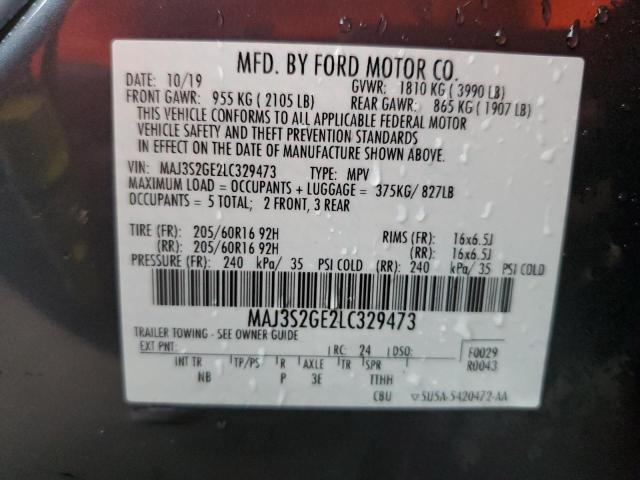 MFD. BY FORD MOTOR CO.
DATE: 10/19 GVWR: 1810 KG ( 3990 LB)
FRONT GAWR: 955 KG ( 2105 LB) REAR GAWR: 865 KG ( 1907 LB)
THIS VEHICLE CONFORMS TO ALL APPLICABLE FEDERAL MOTOR
VEHICLE SAFETY AND THEFT PREVENTION STANDARDS
IN EFFECT ON THE DATE OF MANUFACTURE SHOWN ABOVE.
VIN: MAJ3S2GE2LC329473 TYPE: MPV
MAXIMUM LOAD = OCCUPANTS + LUGGAGE = 375KG/ 827LB
OCCUPANTS = 5 TOTAL; 2 FRONT, 3 REAR
TIRE (FR): 205/60R16 92H RIMS (FR): 16x6.5J
(RR): 205/60R16 92H (RR): 16x6.5J
PRESSURE (FR): 240 kPa/ 35 PSI COLD (RR): 240 kPa/ 35 PSI COLD
MAJ3S2GE2LC329473
TRAILER TOWING - SEE OWNER GUIDE
EXT PNT: RC: 24 DSO: F0029
INT TR TP/PS R AXLE TR SPR R0043
NB P 3E TTHH
CBU SU5A-5420472-AA